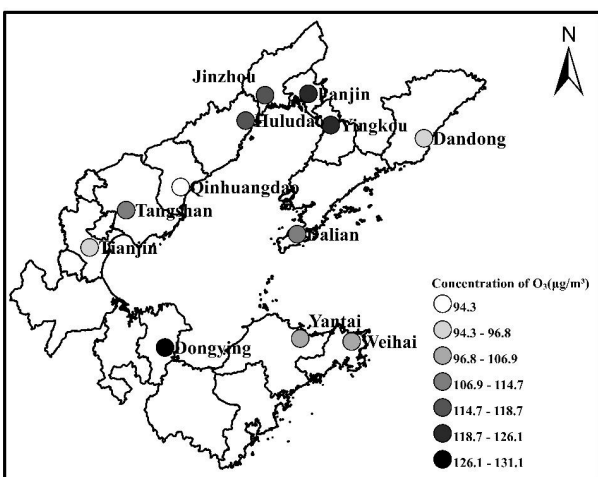 N
Jinzhou
Panjin
Huludao
Yingkou
Dandong
Qinhuangdao
Tangshan
Dalian
Tianjin
Yantai
Weihai
Dongying
Concentration of O₃(μg/m³)
94.3
94.3 - 96.8
96.8 - 106.9
106.9 - 114.7
114.7 - 118.7
118.7 - 126.1
126.1 - 131.1